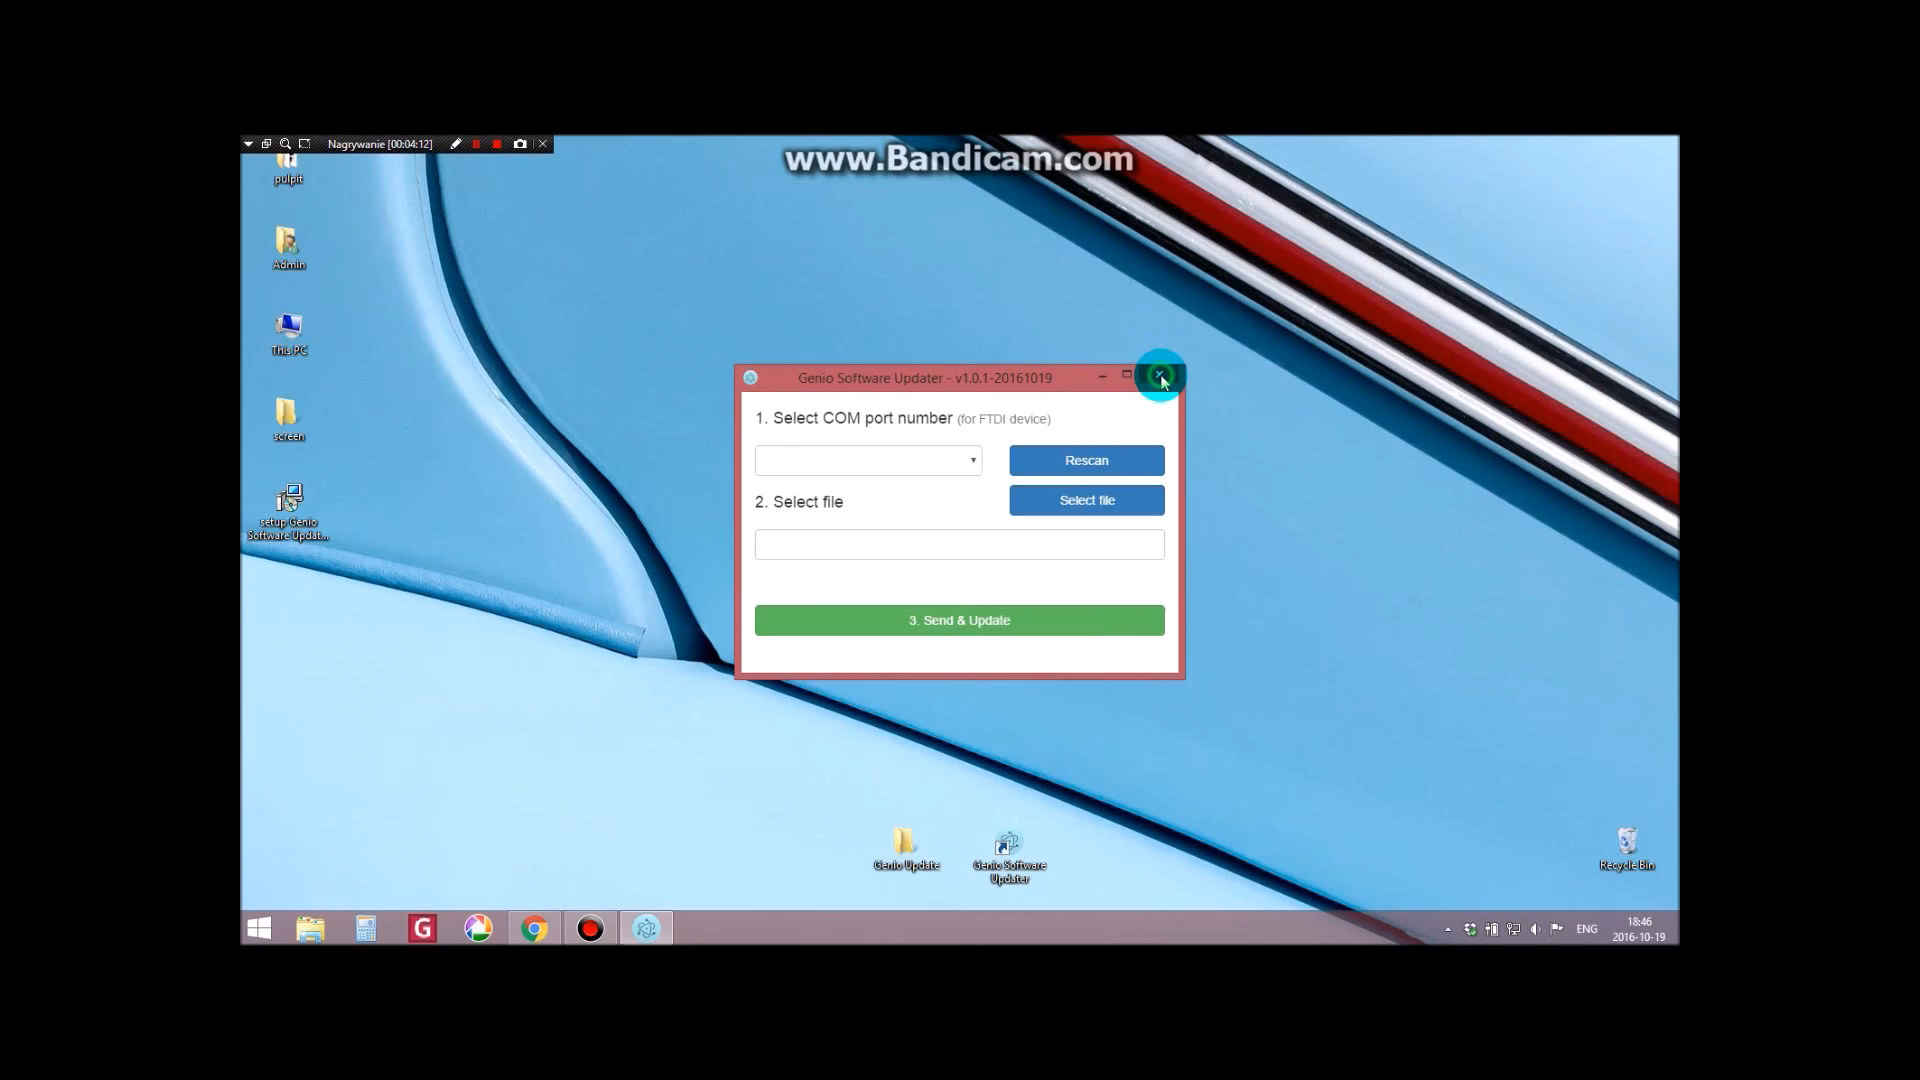 Nagrywanie [00:04:12]
www.Bandicam.com
pulpit
Admin
This PC
screen
setup Genio
Software Updat...
Genio Software Updater - v1.0.1-20161019
1. Select COM port number (for FTDI device)
Rescan
2. Select file
Select file
3. Send & Update
Genio Update
Genio Software
Updater
Recycle Bin
G
ENG
18:46
2016-10-19